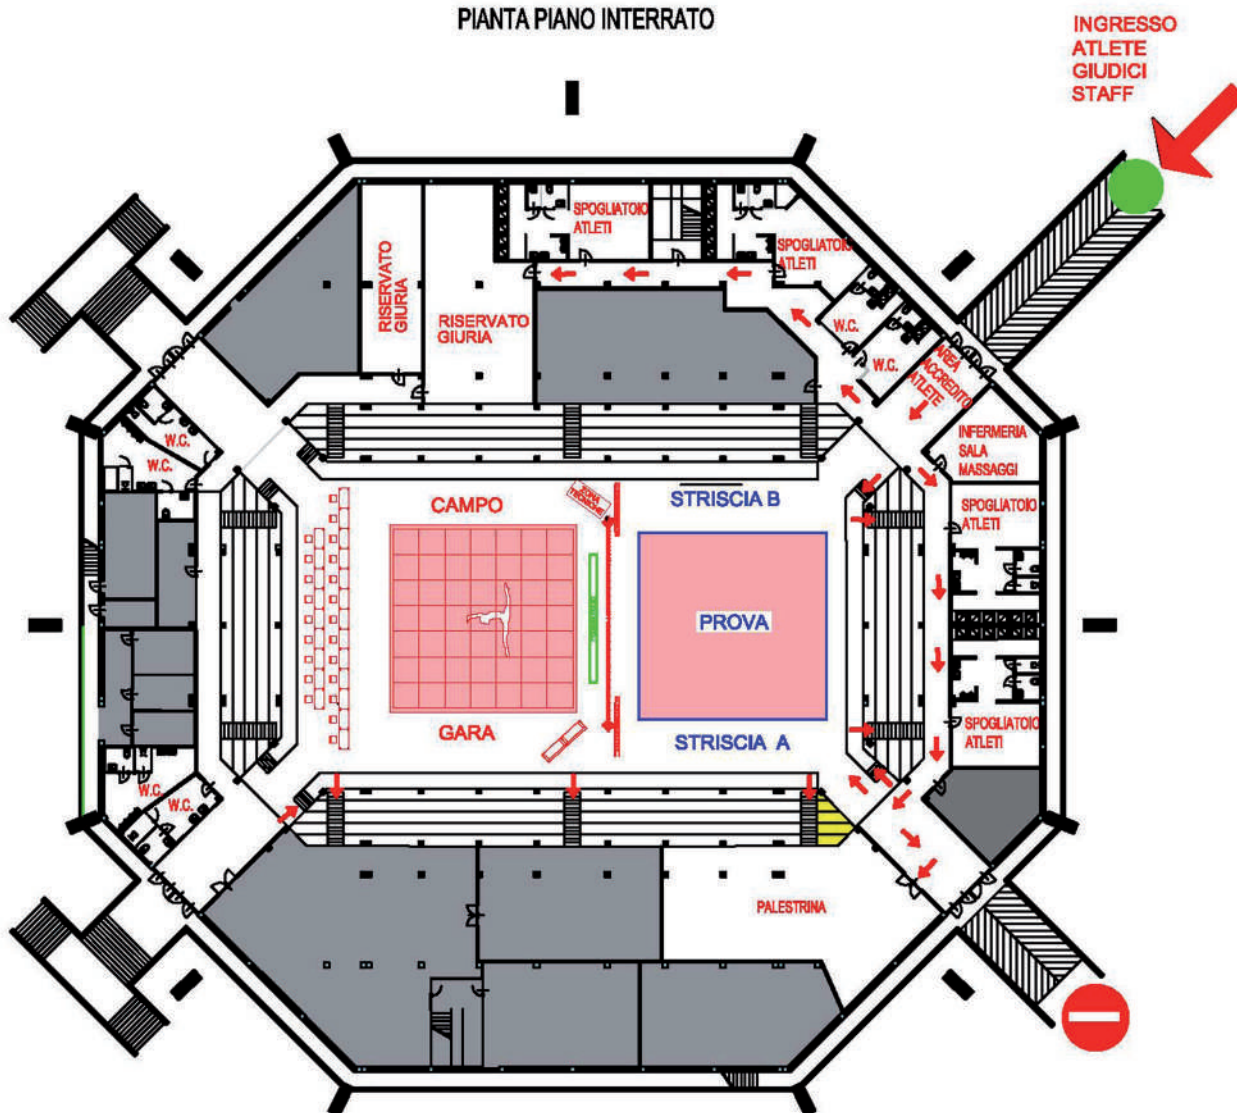 PIANTA PIANO INTERRATO
INGRESSO
ATLETE
GIUDICI
STAFF
SPOGLIATOIO
ATLETI
SPOGLIATOIO
ATLETI
RISERVATO
GIURIA
RISERVATO
GIURIA
W.C.
W.C.
AREA
ACCREDITO
ATLETE
INFERMERIA
SALA
MASSAGGI
W.C.
W.C.
CAMPO
ZONA
STRISCIA B
SPOGLIATOIO
ATLETI
PROVA
GARA
STRISCIA A
SPOGLIATOIO
ATLETI
W.C.
W.C.
PALESTRINA